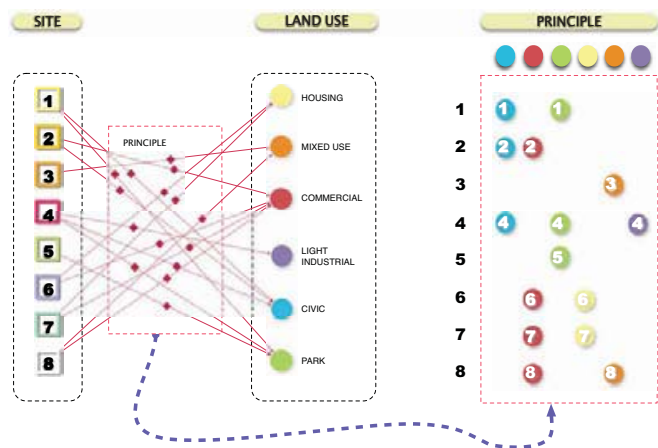 SITE
LAND USE
PRINCIPLE
1
2
3
4
5
6
7
8
PRINCIPLE
HOUSING
MIXED USE
COMMERCIAL
LIGHT
INDUSTRIAL
CIVIC
PARK
1 1 1
2 2 2
3 3
4 4 4 4
5 5
6 6 6
7 7 7
8 8 8